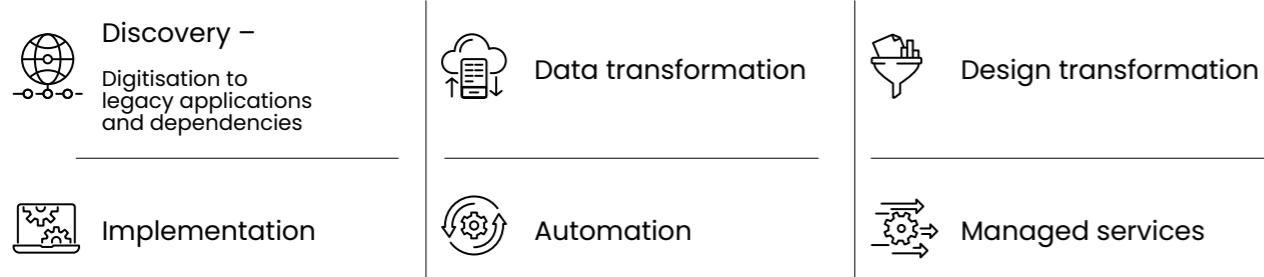 Discovery –
Digitisation to
legacy applications
and dependencies
Data transformation
Design transformation
Implementation
Automation
Managed services